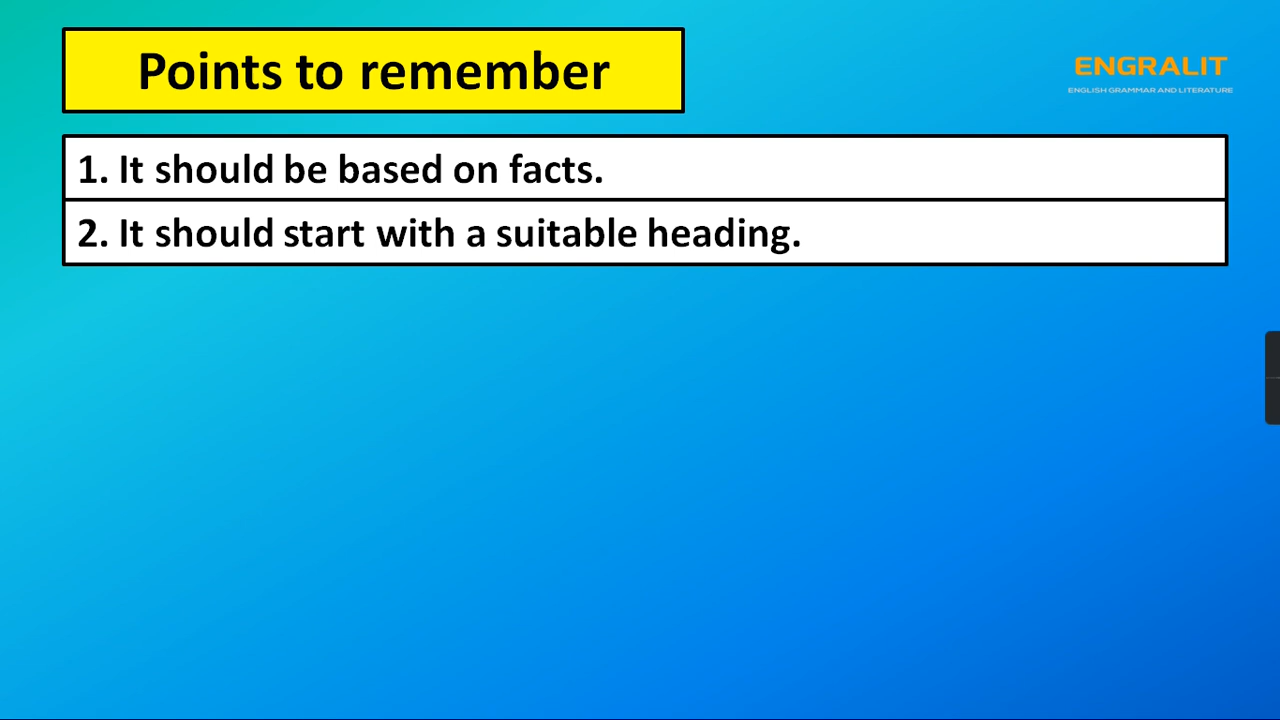 Points to remember
ENGRALIT
ENGLISH GRAMMAR AND LITERATURE
1. It should be based on facts.
2. It should start with a suitable heading.